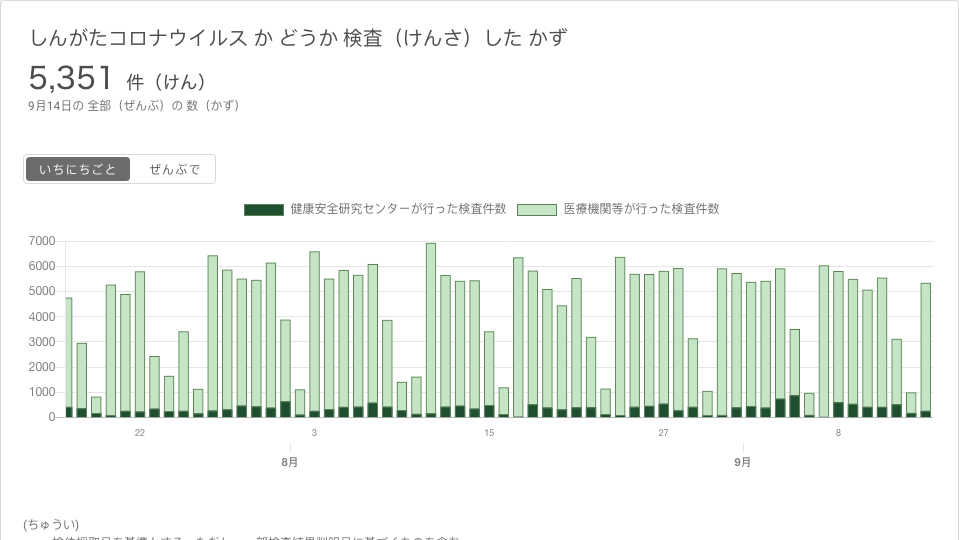 しんがたコロナウイルス か どうか 検査（けんさ）した かず
5,351 件（けん）
9月14日の 全部（ぜんぶ）の 数（かず）
いちにちごと ぜんぶで
健康安全研究センターが行った検査件数 医療機関等が行った検査件数
7000
6000
5000
4000
3000
2000
1000
0
22 3 15 27 8
8月 9月
(ちゅうい)